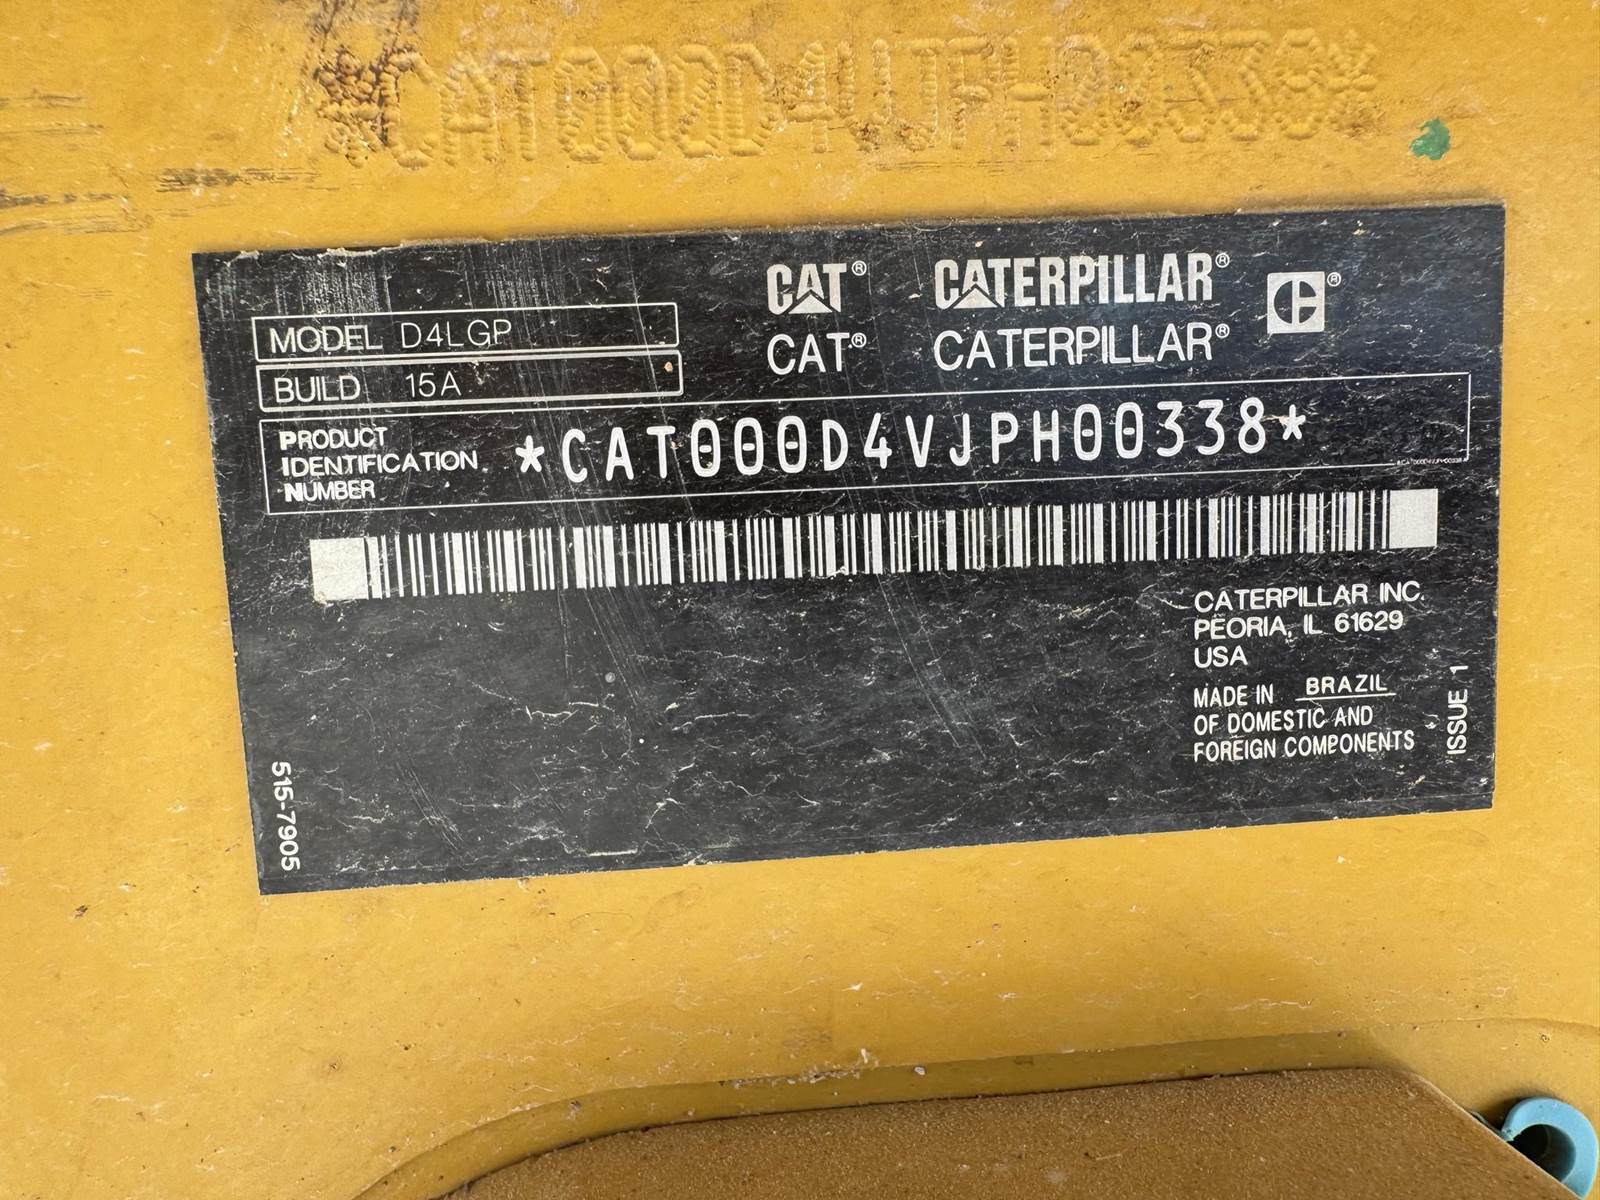 *CAT000D4VJPH00338*
CAT® CATERPILLAR®
CAT® CATERPILLAR®
MODEL D4LGP
BUILD 15A
PRODUCT
IDENTIFICATION
NUMBER
*CAT000D4VJPH00338*
CATERPILLAR INC.
PEORIA, IL 61629
USA
MADE IN BRAZIL
OF DOMESTIC AND
FOREIGN COMPONENTS
ISSUE 1
515-7905